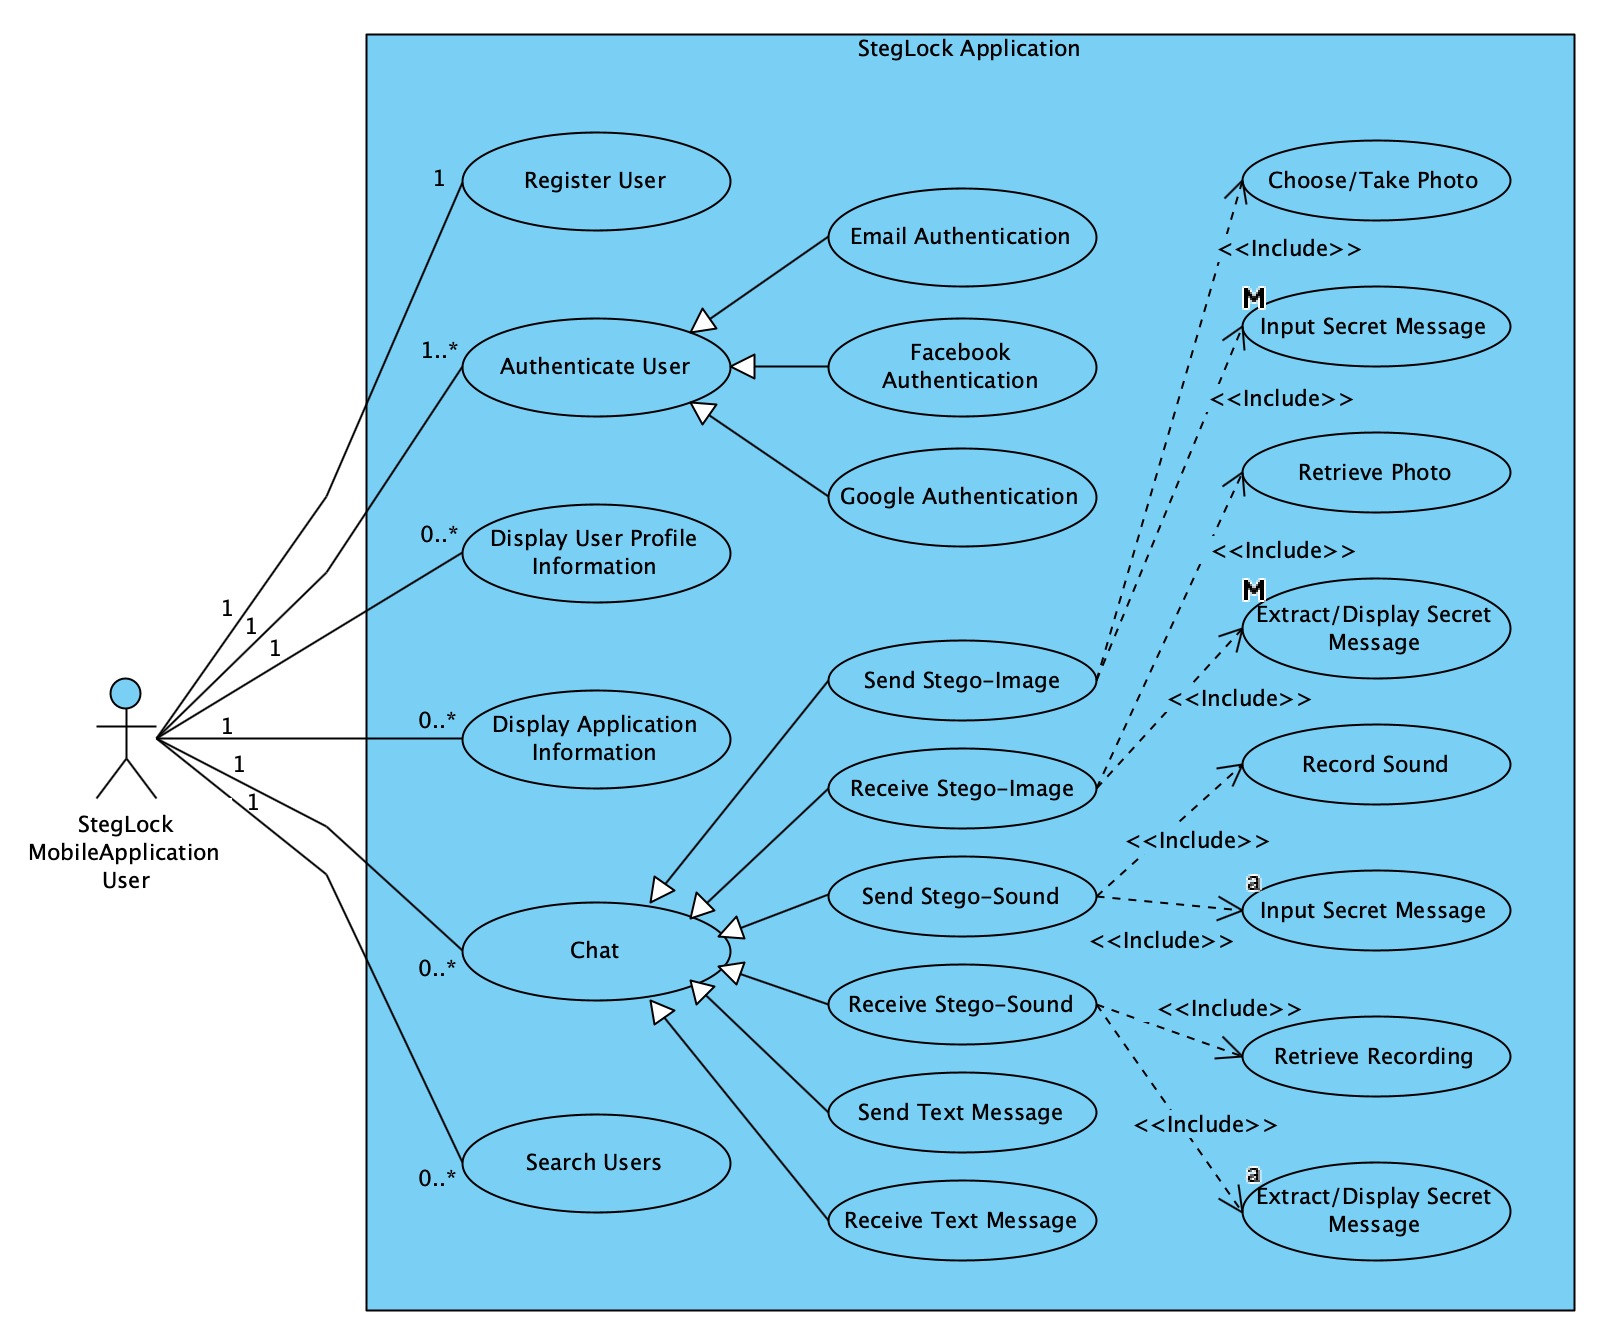 StegLock Application
Register User
Authenticate User
Display User Profile
Information
Display Application
Information
Chat
Search Users
Email Authentication
Facebook
Authentication
Google Authentication
Send Stego-Image
Receive Stego-Image
Send Stego-Sound
Receive Stego-Sound
Send Text Message
Receive Text Message
Choose/Take Photo
M
Input Secret Message
Retrieve Photo
M
Extract/Display Secret
Message
Record Sound
a
Input Secret Message
Retrieve Recording
a
Extract/Display Secret
Message
<<Include>>
<<Include>>
<<Include>>
<<Include>>
<<Include>>
<<Include>>
<<Include>>
<<Include>>
1
1..*
0..*
0..*
0..*
0..*
1
1
1
1
1
1
StegLock
MobileApplication
User